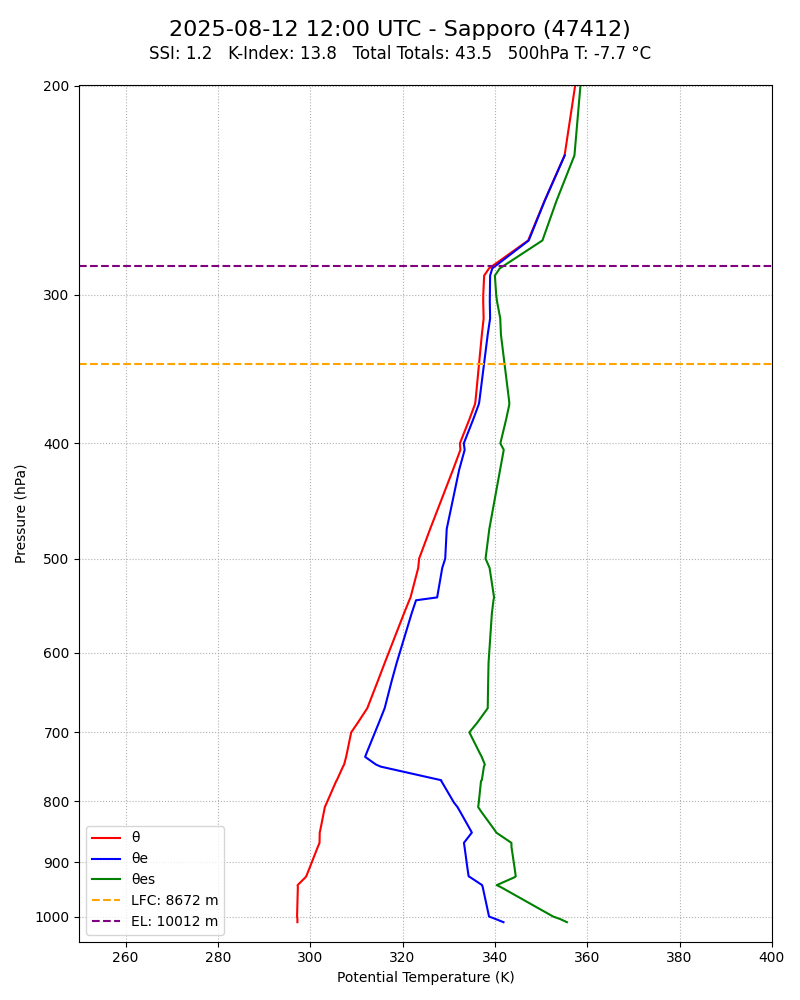 2025-08-12 12:00 UTC - Sapporo (47412)
SSI: 1.2 K-Index: 13.8 Total Totals: 43.5 500hPa T: -7.7 °C
200
300
400
500
600
700
800
900
1000
Pressure (hPa)
θ
θe
θes
LFC: 8672 m
EL: 10012 m
260 280 300 320 340 360 380 400
Potential Temperature (K)